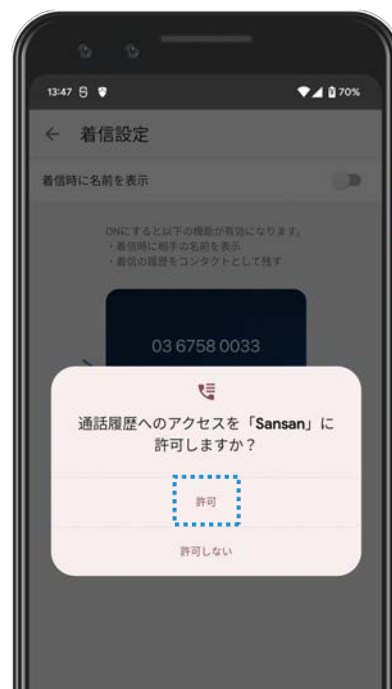 13:47
70%
← 着信設定
着信時に名前を表示
ONにすると以下の機能が有効になります。
・着信時に相手の名前を表示
・着信の履歴をコンタクトとして残す
03 6758 0033
通話履歴へのアクセスを「Sansan」に
許可しますか？
許可
許可しない